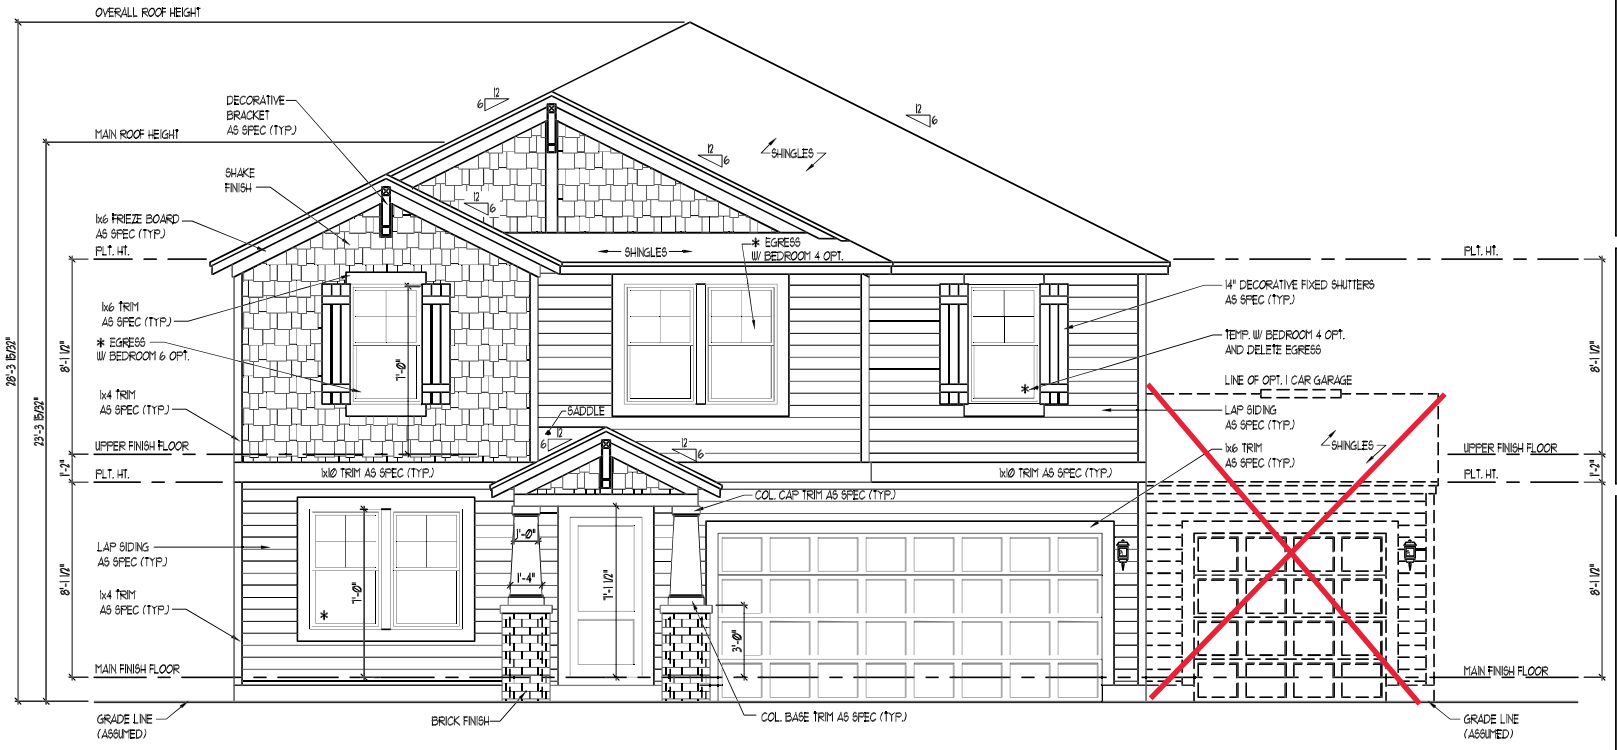 OVERALL ROOF HEIGHT
12
6
12
6
DECORATIVE
BRACKET
AS SPEC (TYP.)
MAIN ROOF HEIGHT
12
6
SHINGLES
SHAKE
FINISH
12
6
1x6 FRIEZE BOARD
AS SPEC (TYP.)
PLT. HT.
SHINGLES
* EGRESS
W/ BEDROOM 4 OPT.
PLT. HT.
14" DECORATIVE FIXED SHUTTERS
AS SPEC (TYP.)
1x6 TRIM
AS SPEC (TYP.)
* EGRESS
W/ BEDROOM 6 OPT.
TEMP. W/ BEDROOM 4 OPT.
AND DELETE EGRESS
28'-3 15/32"
23'-3 15/32"
8'-1 1/2"
7'-0"
*
8'-1 1/2"
LINE OF OPT. 1 CAR GARAGE
1x4 TRIM
AS SPEC (TYP.)
SADDLE
LAP SIDING
AS SPEC (TYP.)
UPPER FINISH FLOOR
6
12
12
6
1x6 TRIM
AS SPEC (TYP.)
SHINGLES
UPPER FINISH FLOOR
1'-2"
PLT. HT.
1x10 TRIM AS SPEC (TYP.)
1x10 TRIM AS SPEC (TYP.)
PLT. HT.
1'-2"
COL. CAP TRIM AS SPEC (TYP.)
LAP SIDING
AS SPEC (TYP.)
1'-0"
1'-4"
8'-1 1/2"
7'-0"
7'-1 1/2"
8'-1 1/2"
1x4 TRIM
AS SPEC (TYP.)
*
3'-0"
MAIN FINISH FLOOR
MAIN FINISH FLOOR
GRADE LINE
(ASSUMED)
BRICK FINISH
COL. BASE TRIM AS SPEC (TYP.)
GRADE LINE
(ASSUMED)